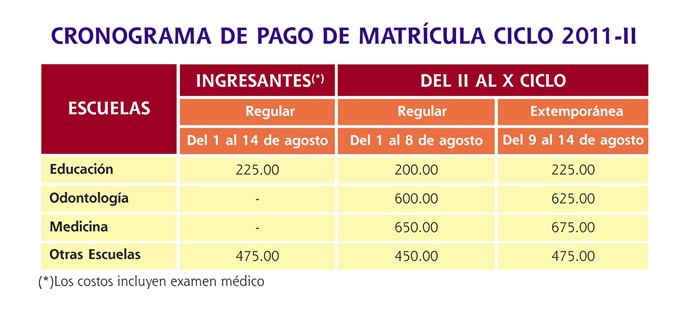 CRONOGRAMA DE PAGO DE MATRÍCULA CICLO 2011-II
ESCUELAS INGRESANTES(*) DEL II AL X CICLO
Regular Regular Extemporánea
Del 1 al 14 de agosto Del 1 al 8 de agosto Del 9 al 14 de agosto
Educación 225.00 200.00 225.00
Odontología - 600.00 625.00
Medicina - 650.00 675.00
Otras Escuelas 475.00 450.00 475.00
(*)Los costos incluyen examen médico